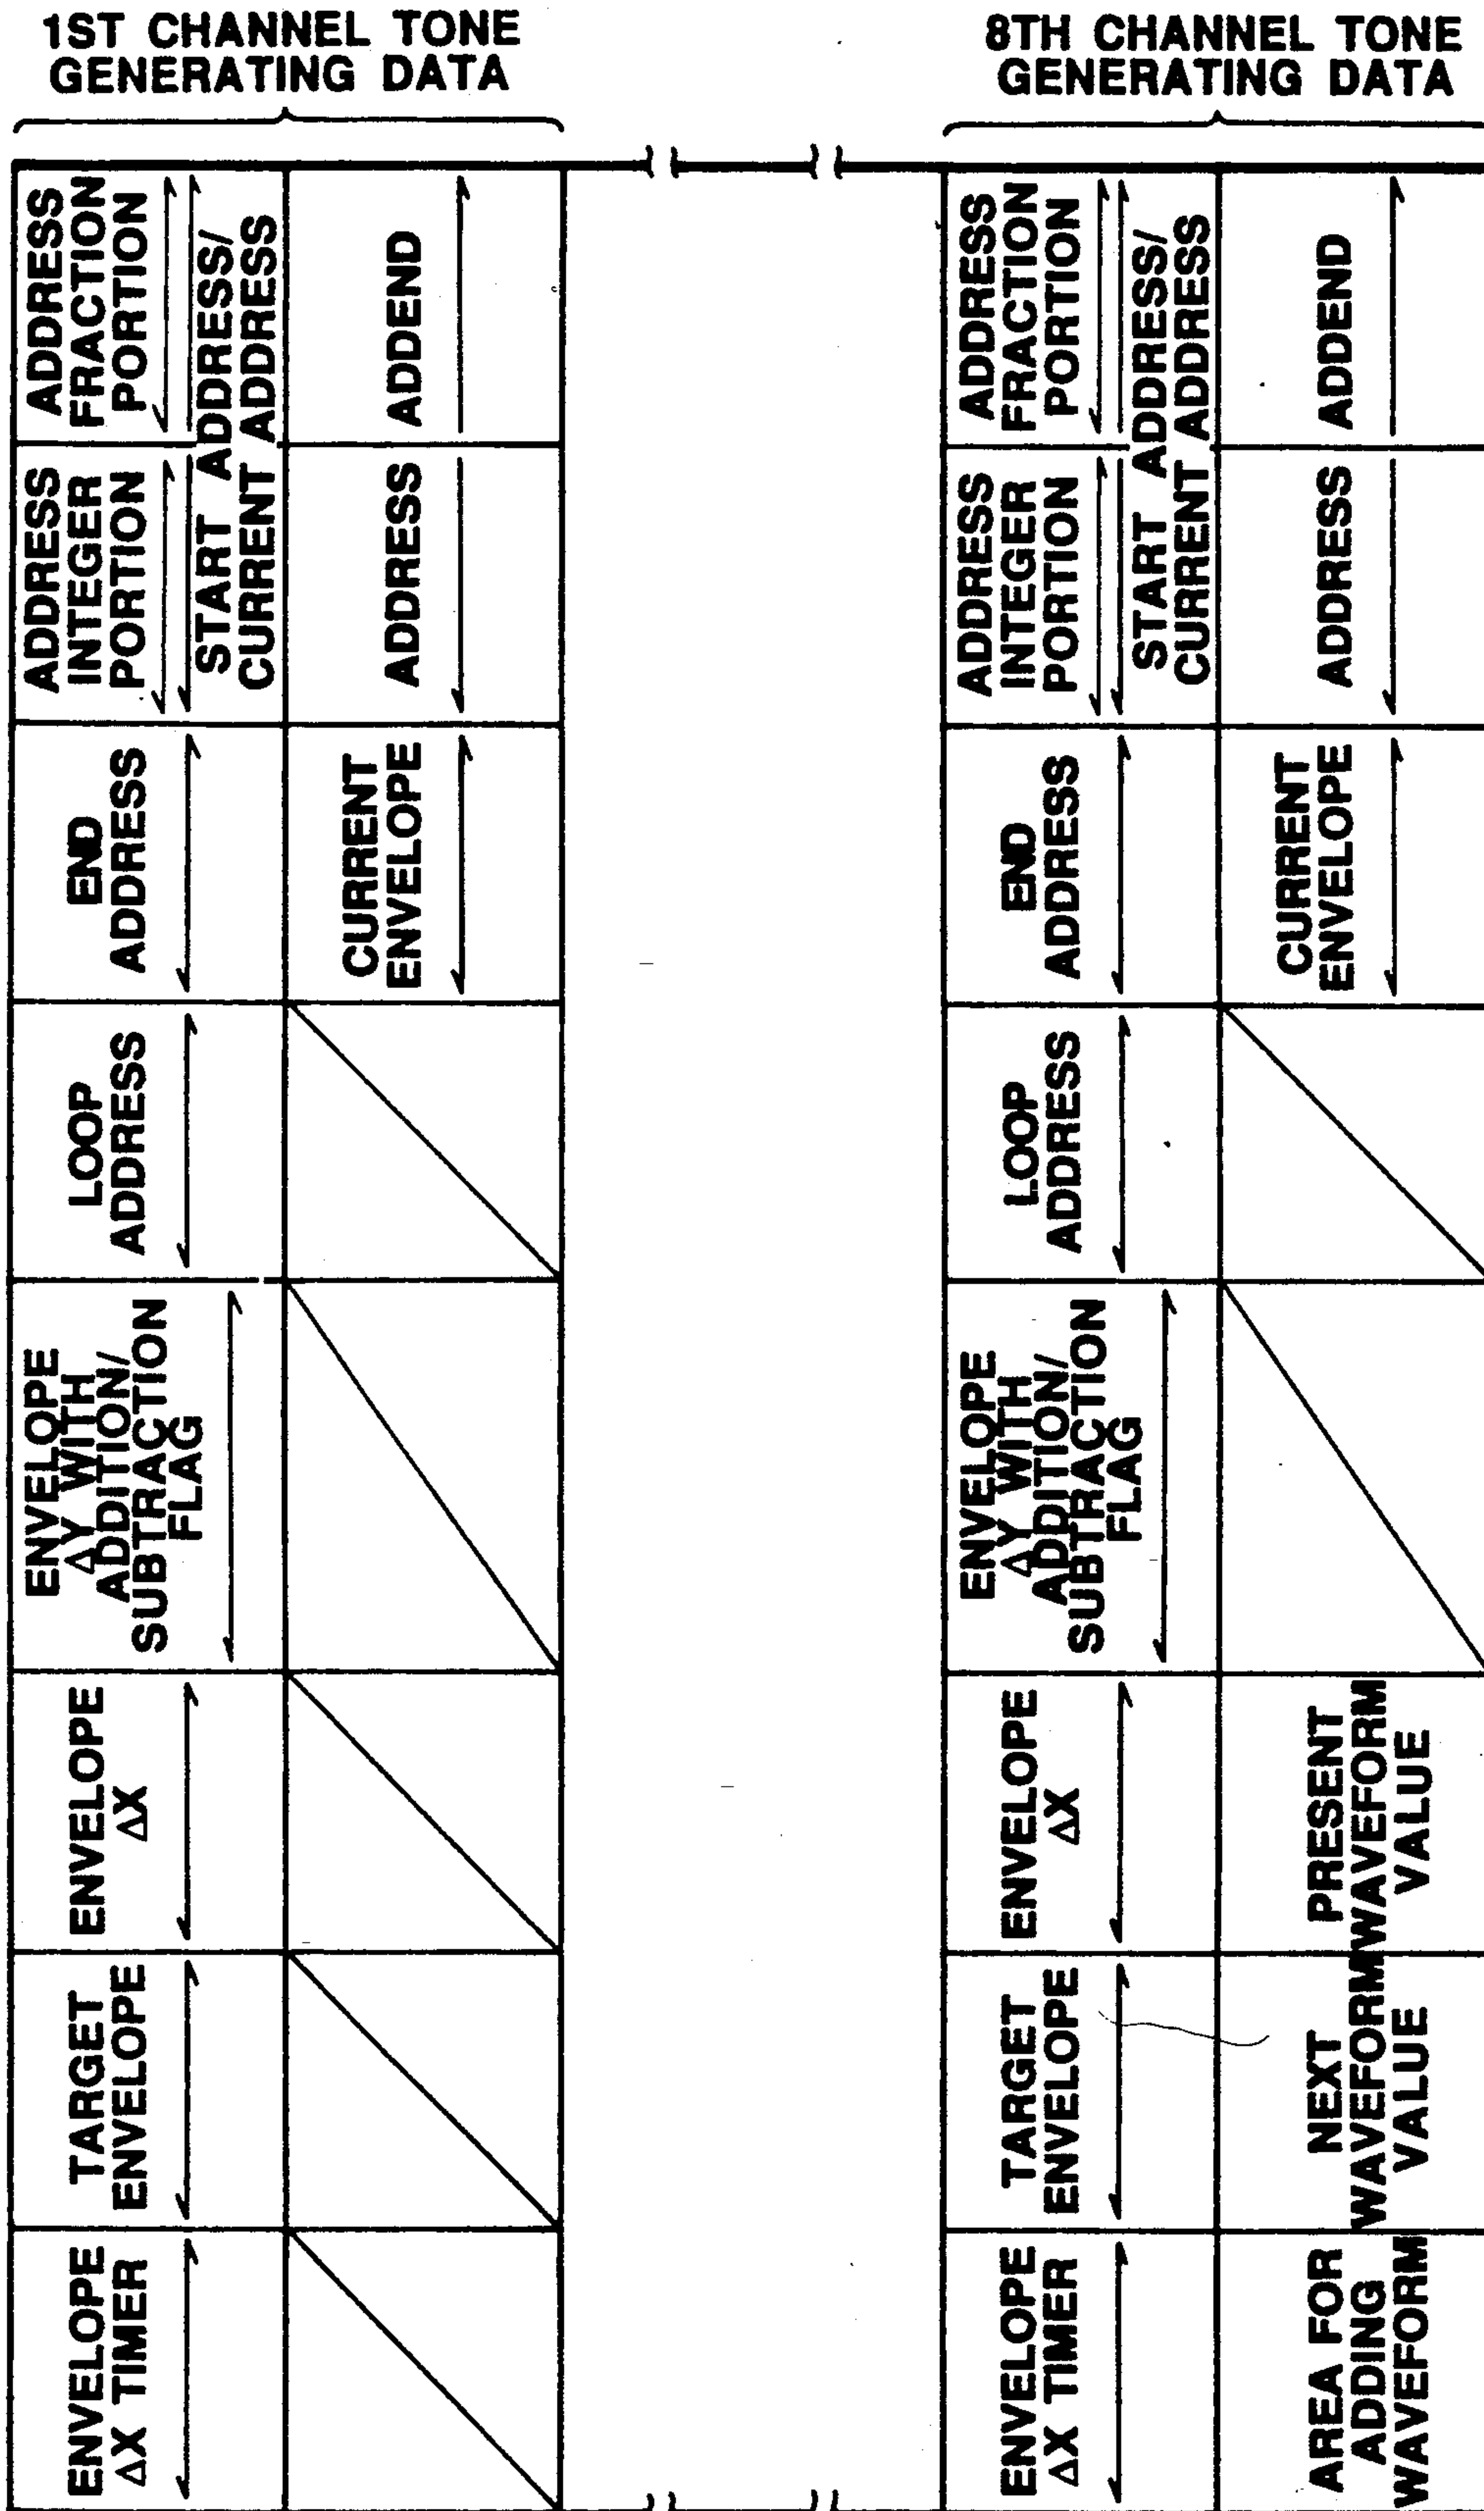 1ST CHANNEL TONE
GENERATING DATA
8TH CHANNEL TONE
GENERATING DATA
ADDRESS
FRACTION
PORTION
ADDRESS
INTEGER
PORTION
START ADDRESS/
CURRENT ADDRESS
END
ADDRESS
LOOP
ADDRESS
ENVELOPE
ΔY WITH
ADDITION/
SUBTRACTION
FLAG
ENVELOPE
ΔX
TARGET
ENVELOPE
ENVELOPE
ΔX TIMER
ADDEND
ADDRESS
CURRENT
ENVELOPE
ADDRESS
FRACTION
PORTION
ADDRESS
INTEGER
PORTION
START ADDRESS/
CURRENT ADDRESS
END
ADDRESS
LOOP
ADDRESS
ENVELOPE
ΔY WITH
ADDITION/
SUBTRACTION
FLAG
ENVELOPE
ΔX
TARGET
ENVELOPE
ENVELOPE
ΔX TIMER
ADDEND
ADDRESS
CURRENT
ENVELOPE
PRESENT
WAVEFORM
VALUE
NEXT
WAVEFORM
VALUE
AREA FOR
ADDING
WAVEFORM